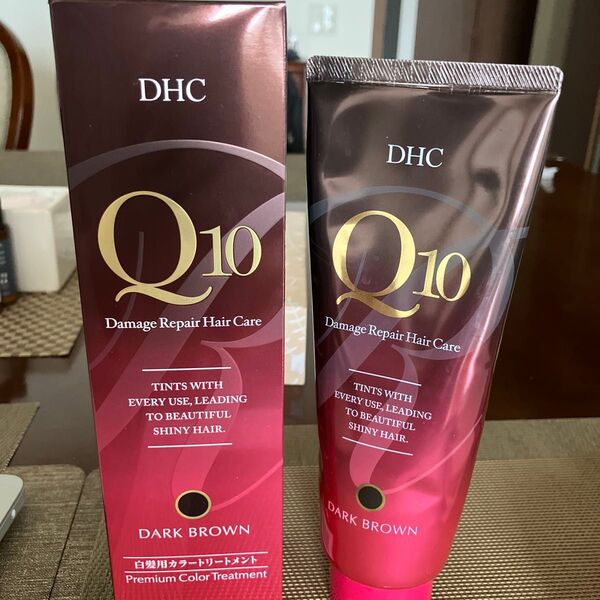 DHC
Q10
Damage Repair Hair Care
TINTS WITH
EVERY USE, LEADING
TO BEAUTIFUL
SHINY HAIR.
DARK BROWN
白髪用カラートリートメント
Premium Color Treatment
DHC
Q10
Damage Repair Hair Care
TINTS WITH
EVERY USE, LEADING
TO BEAUTIFUL
SHINY HAIR.
DARK BROWN